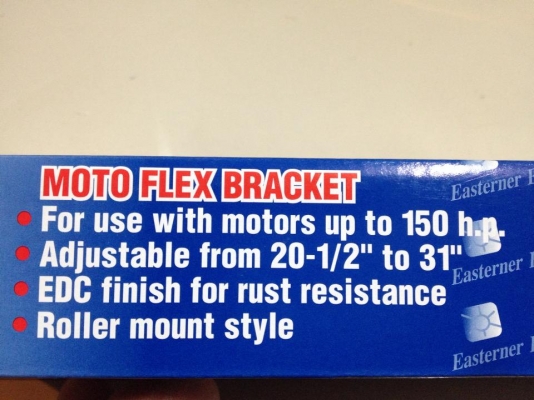 MOTO FLEX BRACKET
Easterner
• For use with motors up to 150 h.p.
• Adjustable from 20-1/2" to 31"
Easterner
• EDC finish for rust resistance
• Roller mount style
Easterner